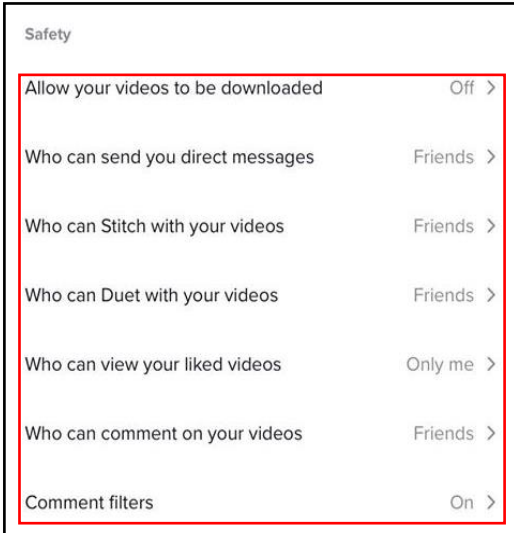 Safety
Allow your videos to be downloaded Off >
Who can send you direct messages Friends >
Who can Stitch with your videos Friends >
Who can Duet with your videos Friends >
Who can view your liked videos Only me >
Who can comment on your videos Friends >
Comment filters On >